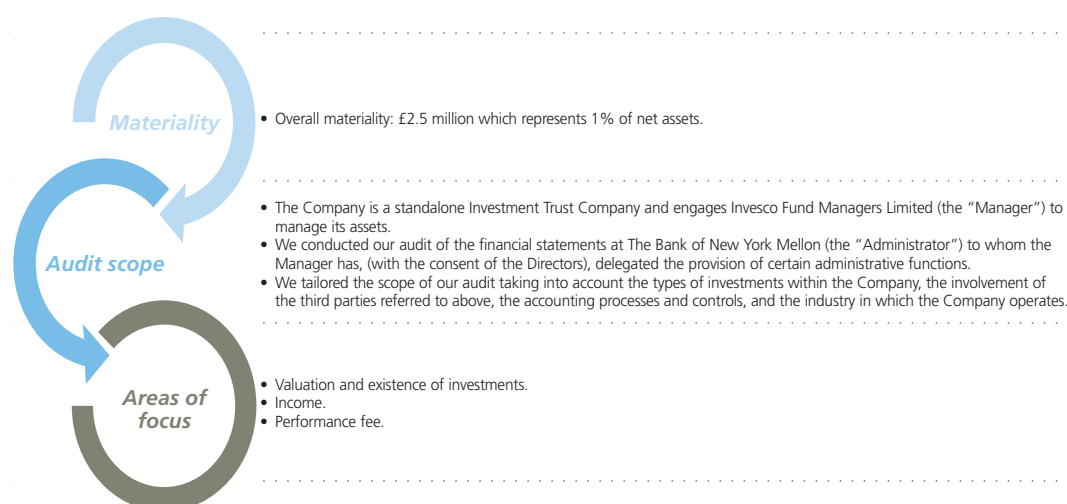 Materiality
• Overall materiality: £2.5 million which represents 1% of net assets.
Audit scope
• The Company is a standalone Investment Trust Company and engages Invesco Fund Managers Limited (the “Manager”) to
manage its assets.
• We conducted our audit of the financial statements at The Bank of New York Mellon (the “Administrator”) to whom the
Manager has, (with the consent of the Directors), delegated the provision of certain administrative functions.
• We tailored the scope of our audit taking into account the types of investments within the Company, the involvement of
the third parties referred to above, the accounting processes and controls, and the industry in which the Company operates.
Areas of
focus
• Valuation and existence of investments.
• Income.
• Performance fee.